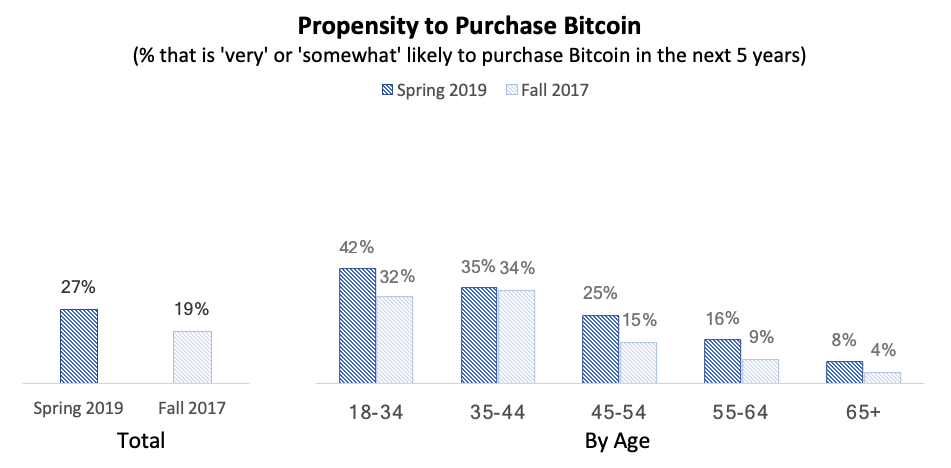 Propensity to Purchase Bitcoin
(% that is 'very' or 'somewhat' likely to purchase Bitcoin in the next 5 years)
Spring 2019 Fall 2017
27% 19%
Spring 2019 Fall 2017
Total
42% 32% 35% 34% 25% 15% 16% 9% 8% 4%
18-34 35-44 45-54 55-64 65+
By Age